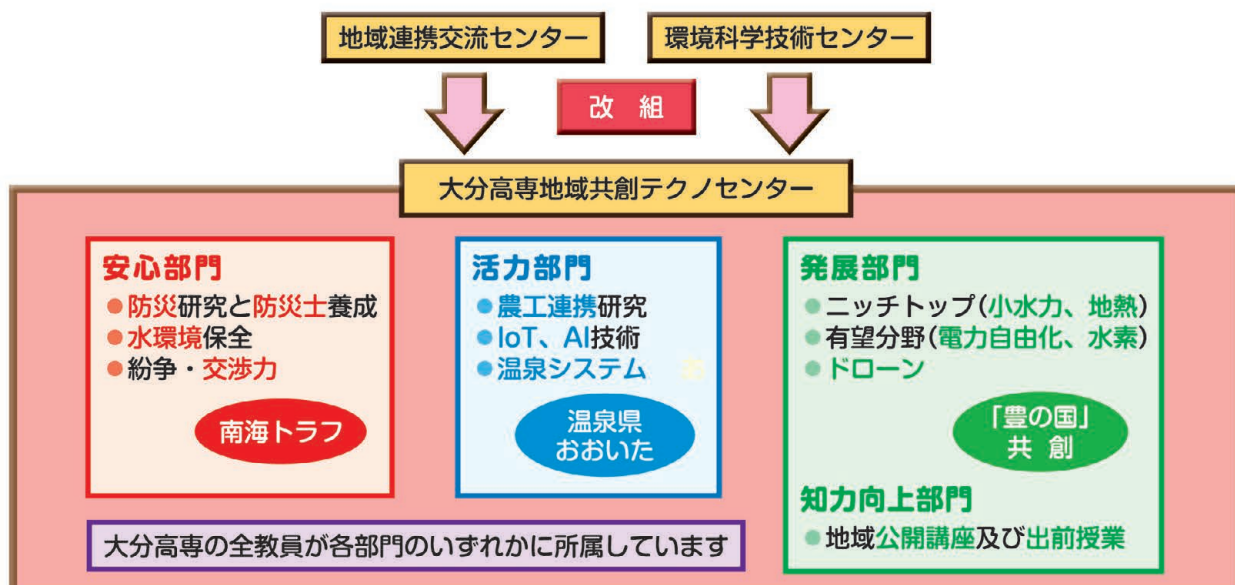 地域連携交流センター
環境科学技術センター
改 組
大分高専地域共創テクノセンター
安心部門
●防災研究と防災士養成
●水環境保全
●紛争・交渉力
南海トラフ
活力部門
●農工連携研究
●IoT、AI技術
●温泉システム
温泉県
おおいた
発展部門
●ニッチトップ(小水力、地熱)
●有望分野(電力自由化、水素)
●ドローン
「豊の国」
共 創
知力向上部門
●地域公開講座及び出前授業
大分高専の全教員が各部門のいずれかに所属しています